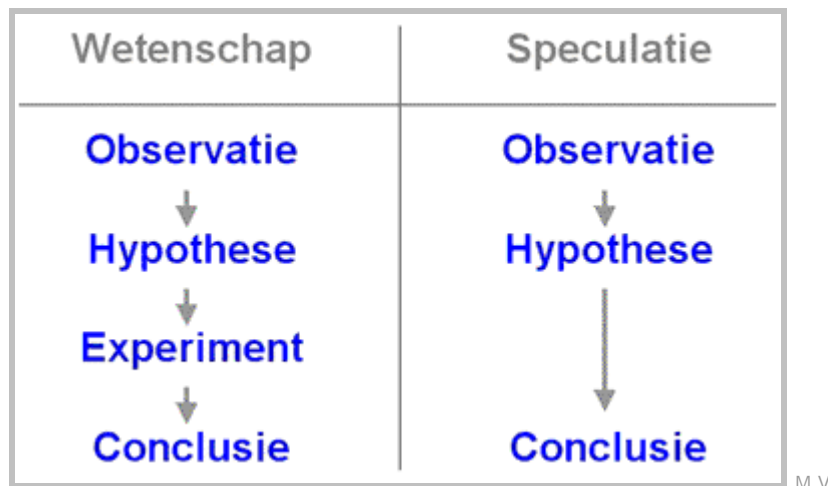 Wetenschap
Speculatie
Observatie
Observatie
Hypothese
Hypothese
Experiment
Conclusie
Conclusie
M V